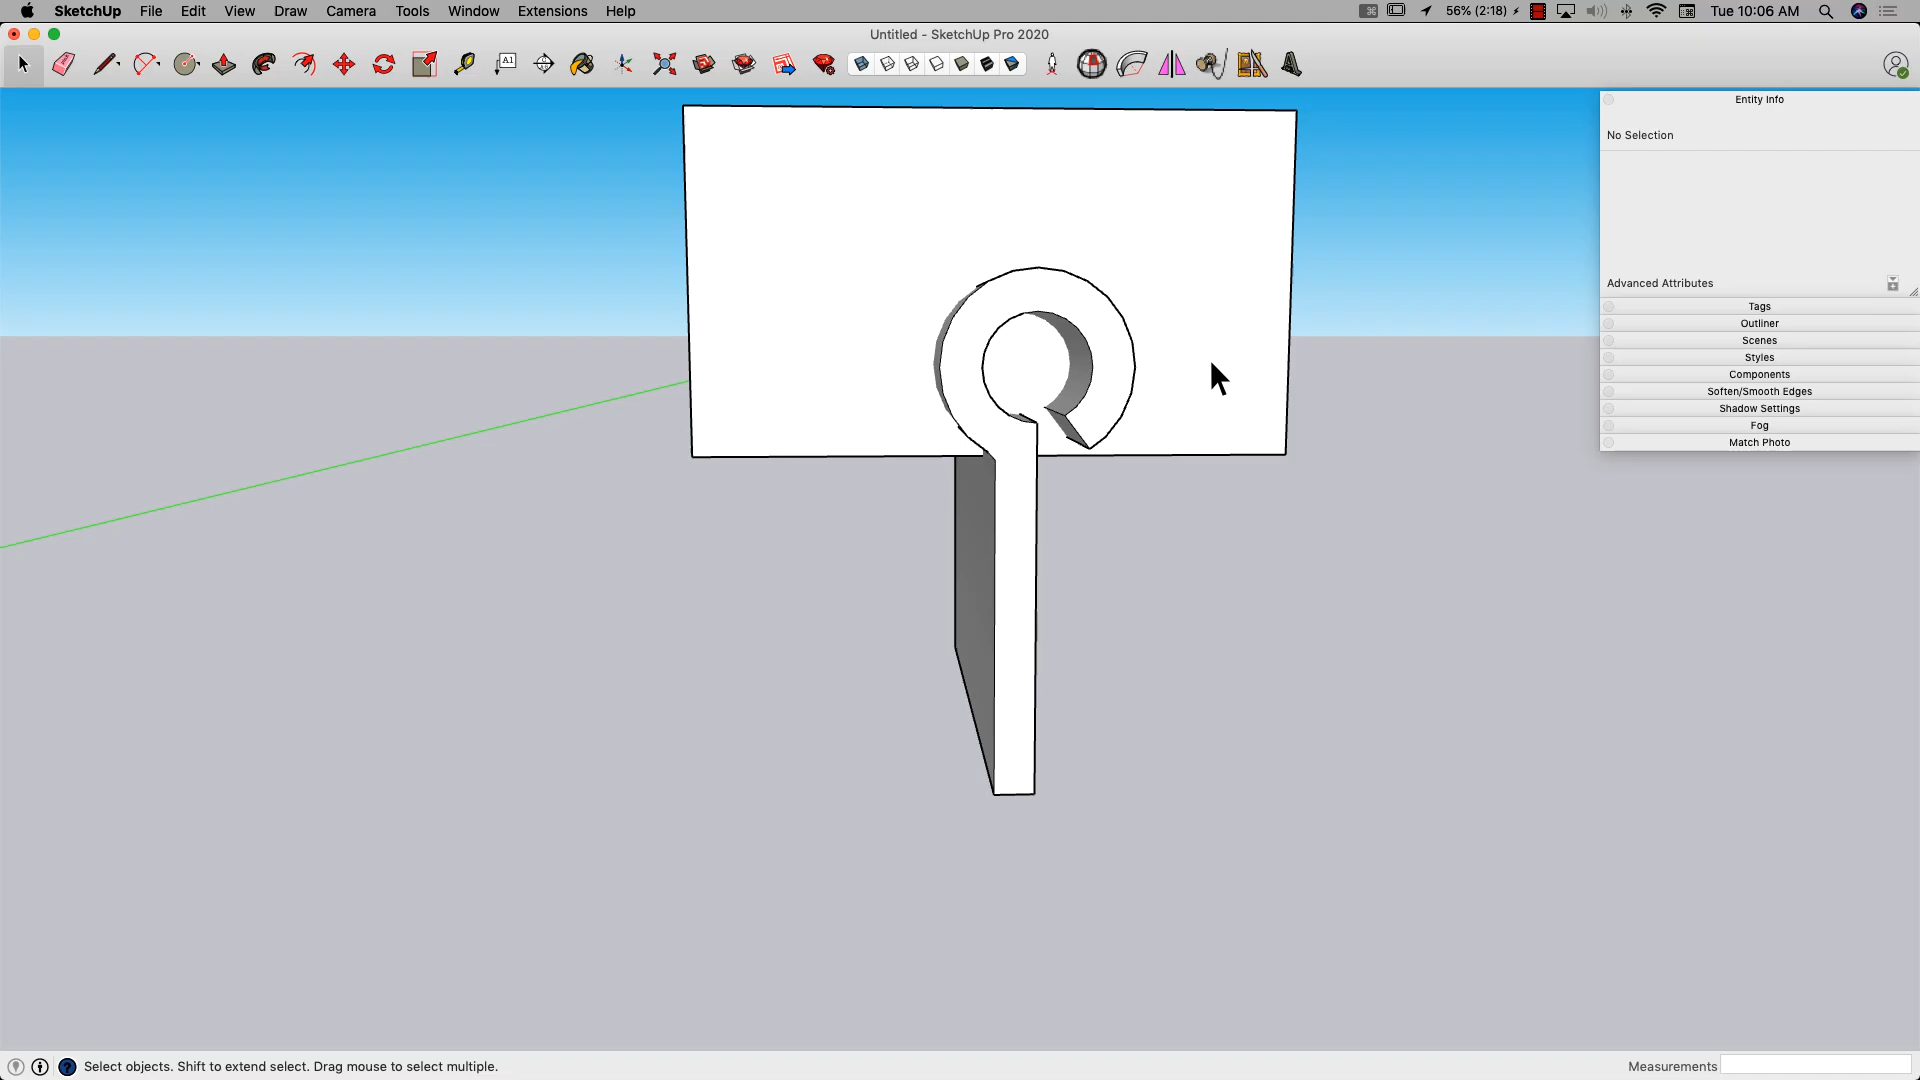 SketchUp File Edit View Draw Camera Tools Window Extensions Help 56% (2:18) Tue 10:06 AM
Untitled - SketchUp Pro 2020
A1
Entity Info
No Selection
Advanced Attributes
Tags
Outliner
Scenes
Styles
Components
Soften/Smooth Edges
Shadow Settings
Fog
Match Photo
Select objects. Shift to extend select. Drag mouse to select multiple. Measurements